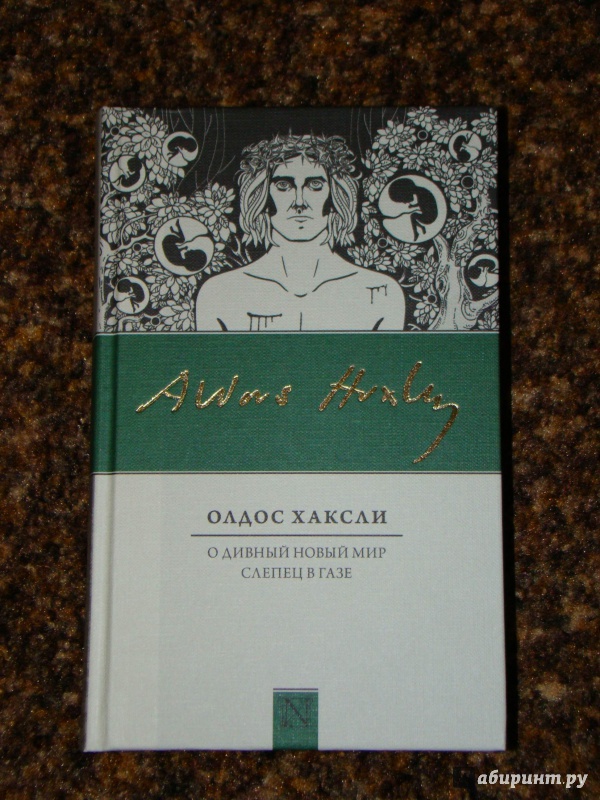 Aldous Huxley
ОЛДОС ХАКСЛИ
О ДИВНЫЙ НОВЫЙ МИР
СЛЕПЕЦ В ГАЗЕ
N
абиринт.ру